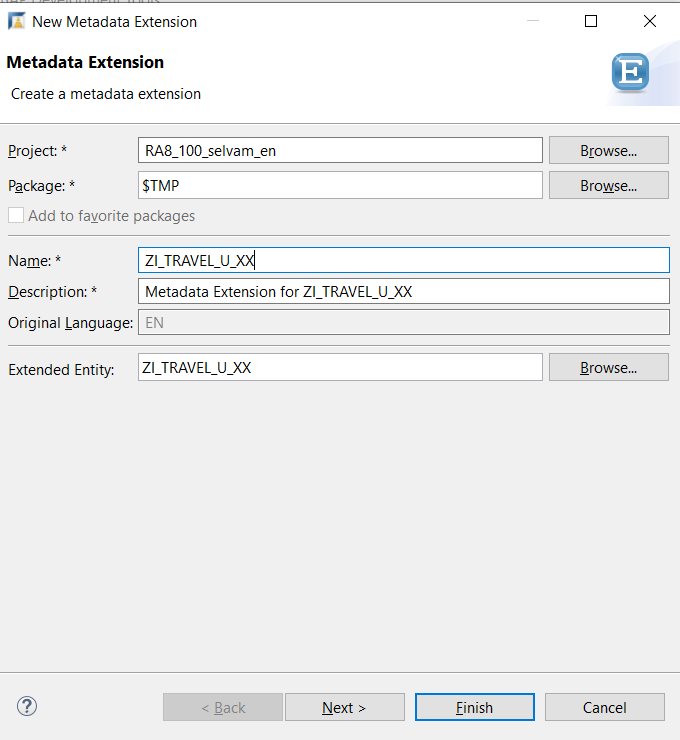 New Metadata Extension
Metadata Extension
Create a metadata extension
E
Project: * RA8_100_selvam_en Browse...
Package: * $TMP Browse...
Add to favorite packages
Name: * ZI_TRAVEL_U_XX
Description: * Metadata Extension for ZI_TRAVEL_U_XX
Original Language: EN
Extended Entity: ZI_TRAVEL_U_XX Browse...
? < Back Next > Finish Cancel